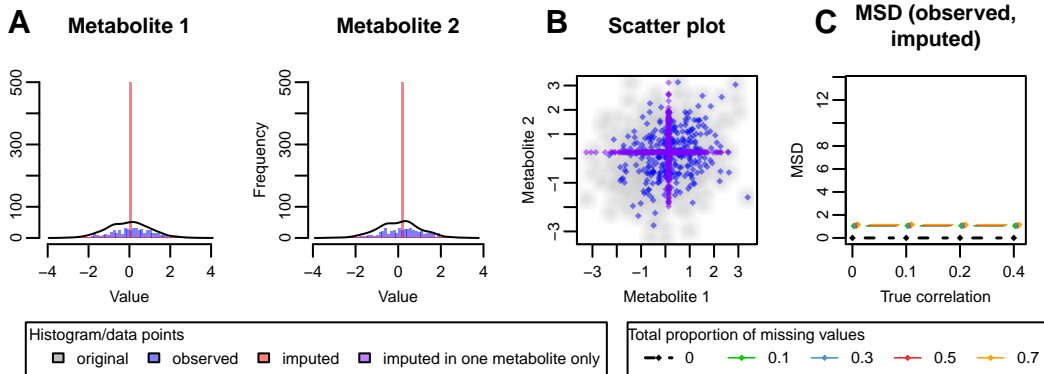 A
Metabolite 1
Metabolite 2
B
Scatter plot
C
MSD (observed,
imputed)
500
300
100
0
−4 −2 0 2 4
Value
Frequency
500
300
100
0
−4 −2 0 2 4
Value
Metabolite 2
3
2
1
−1
−3
−3 −1 1 2 3
Metabolite 1
MSD
12
8
6
4
2
0
0 0.1 0.2 0.4
True correlation
Histogram/data points
original observed imputed imputed in one metabolite only
Total proportion of missing values
0 0.1 0.3 0.5 0.7